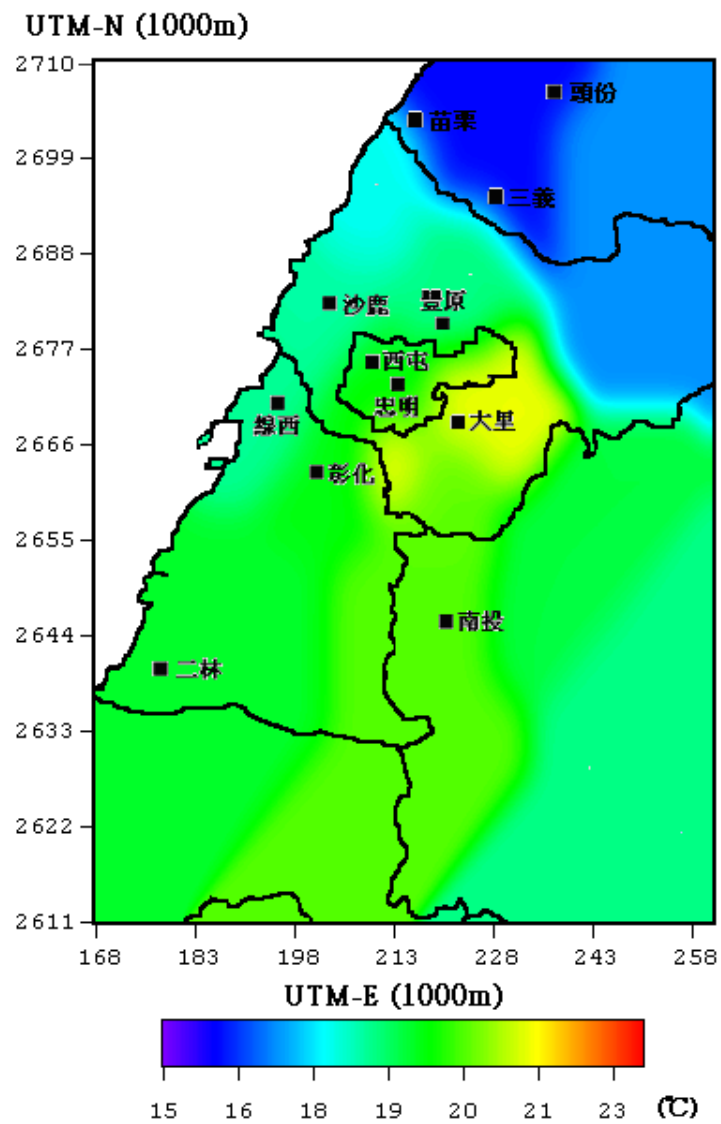 UTM-N (1000m)
2710
頭份
苗栗
2699
三義
2688
豐原
沙鹿
2677
西屯
忠明
線西
大里
2666
彰化
2655
2644
南投
二林
2633
2622
2611
168 183 198 213 228 243 258
UTM-E (1000m)
15 16 18 19 20 21 23 (℃)